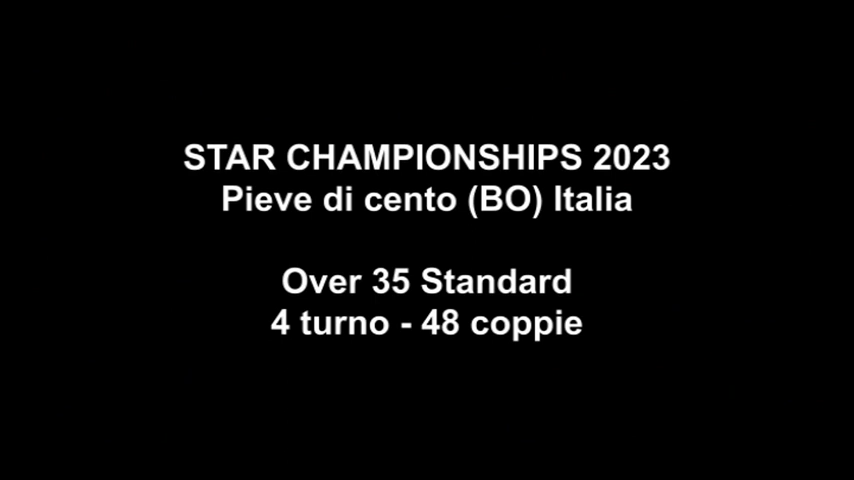 STAR CHAMPIONSHIPS 2023
Pieve di cento (BO) Italia
Over 35 Standard
4 turno - 48 coppie